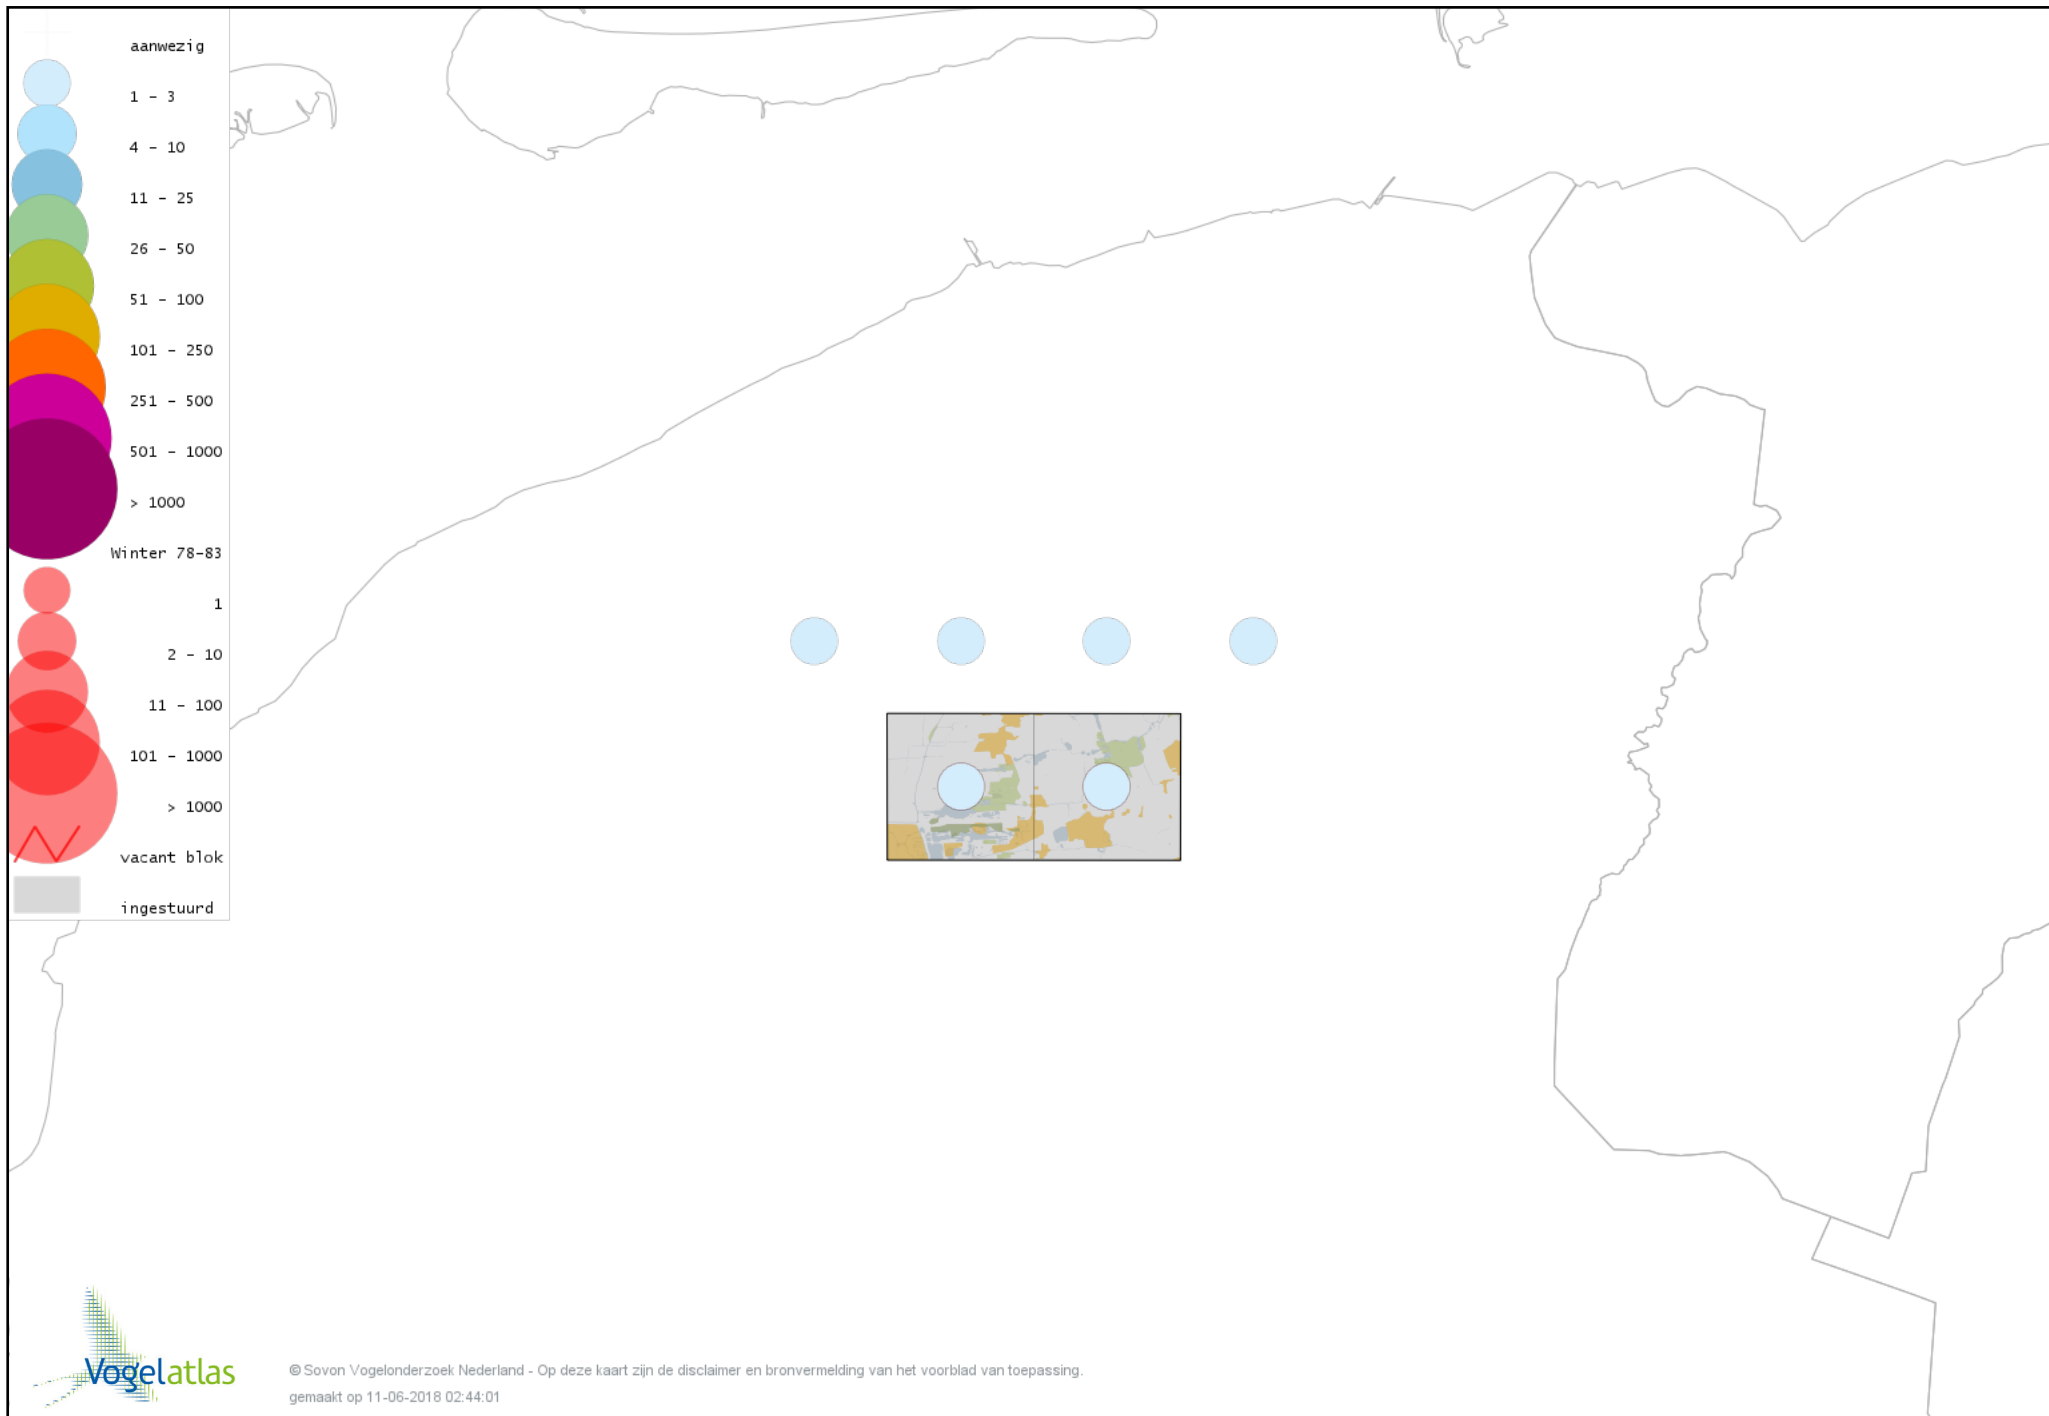 aanwezig
1 – 3
4 – 10
11 – 25
26 – 50
51 – 100
101 – 250
251 – 500
501 – 1000
> 1000
Winter 78-83
1
2 – 10
11 – 100
101 – 1000
> 1000
vacant blok
ingestuurd
Vogelatlas
© Sovon Vogelonderzoek Nederland - Op deze kaart zijn de disclaimer en bronvermelding van het voorblad van toepassing.
gemaakt op 11-06-2018 02:44:01